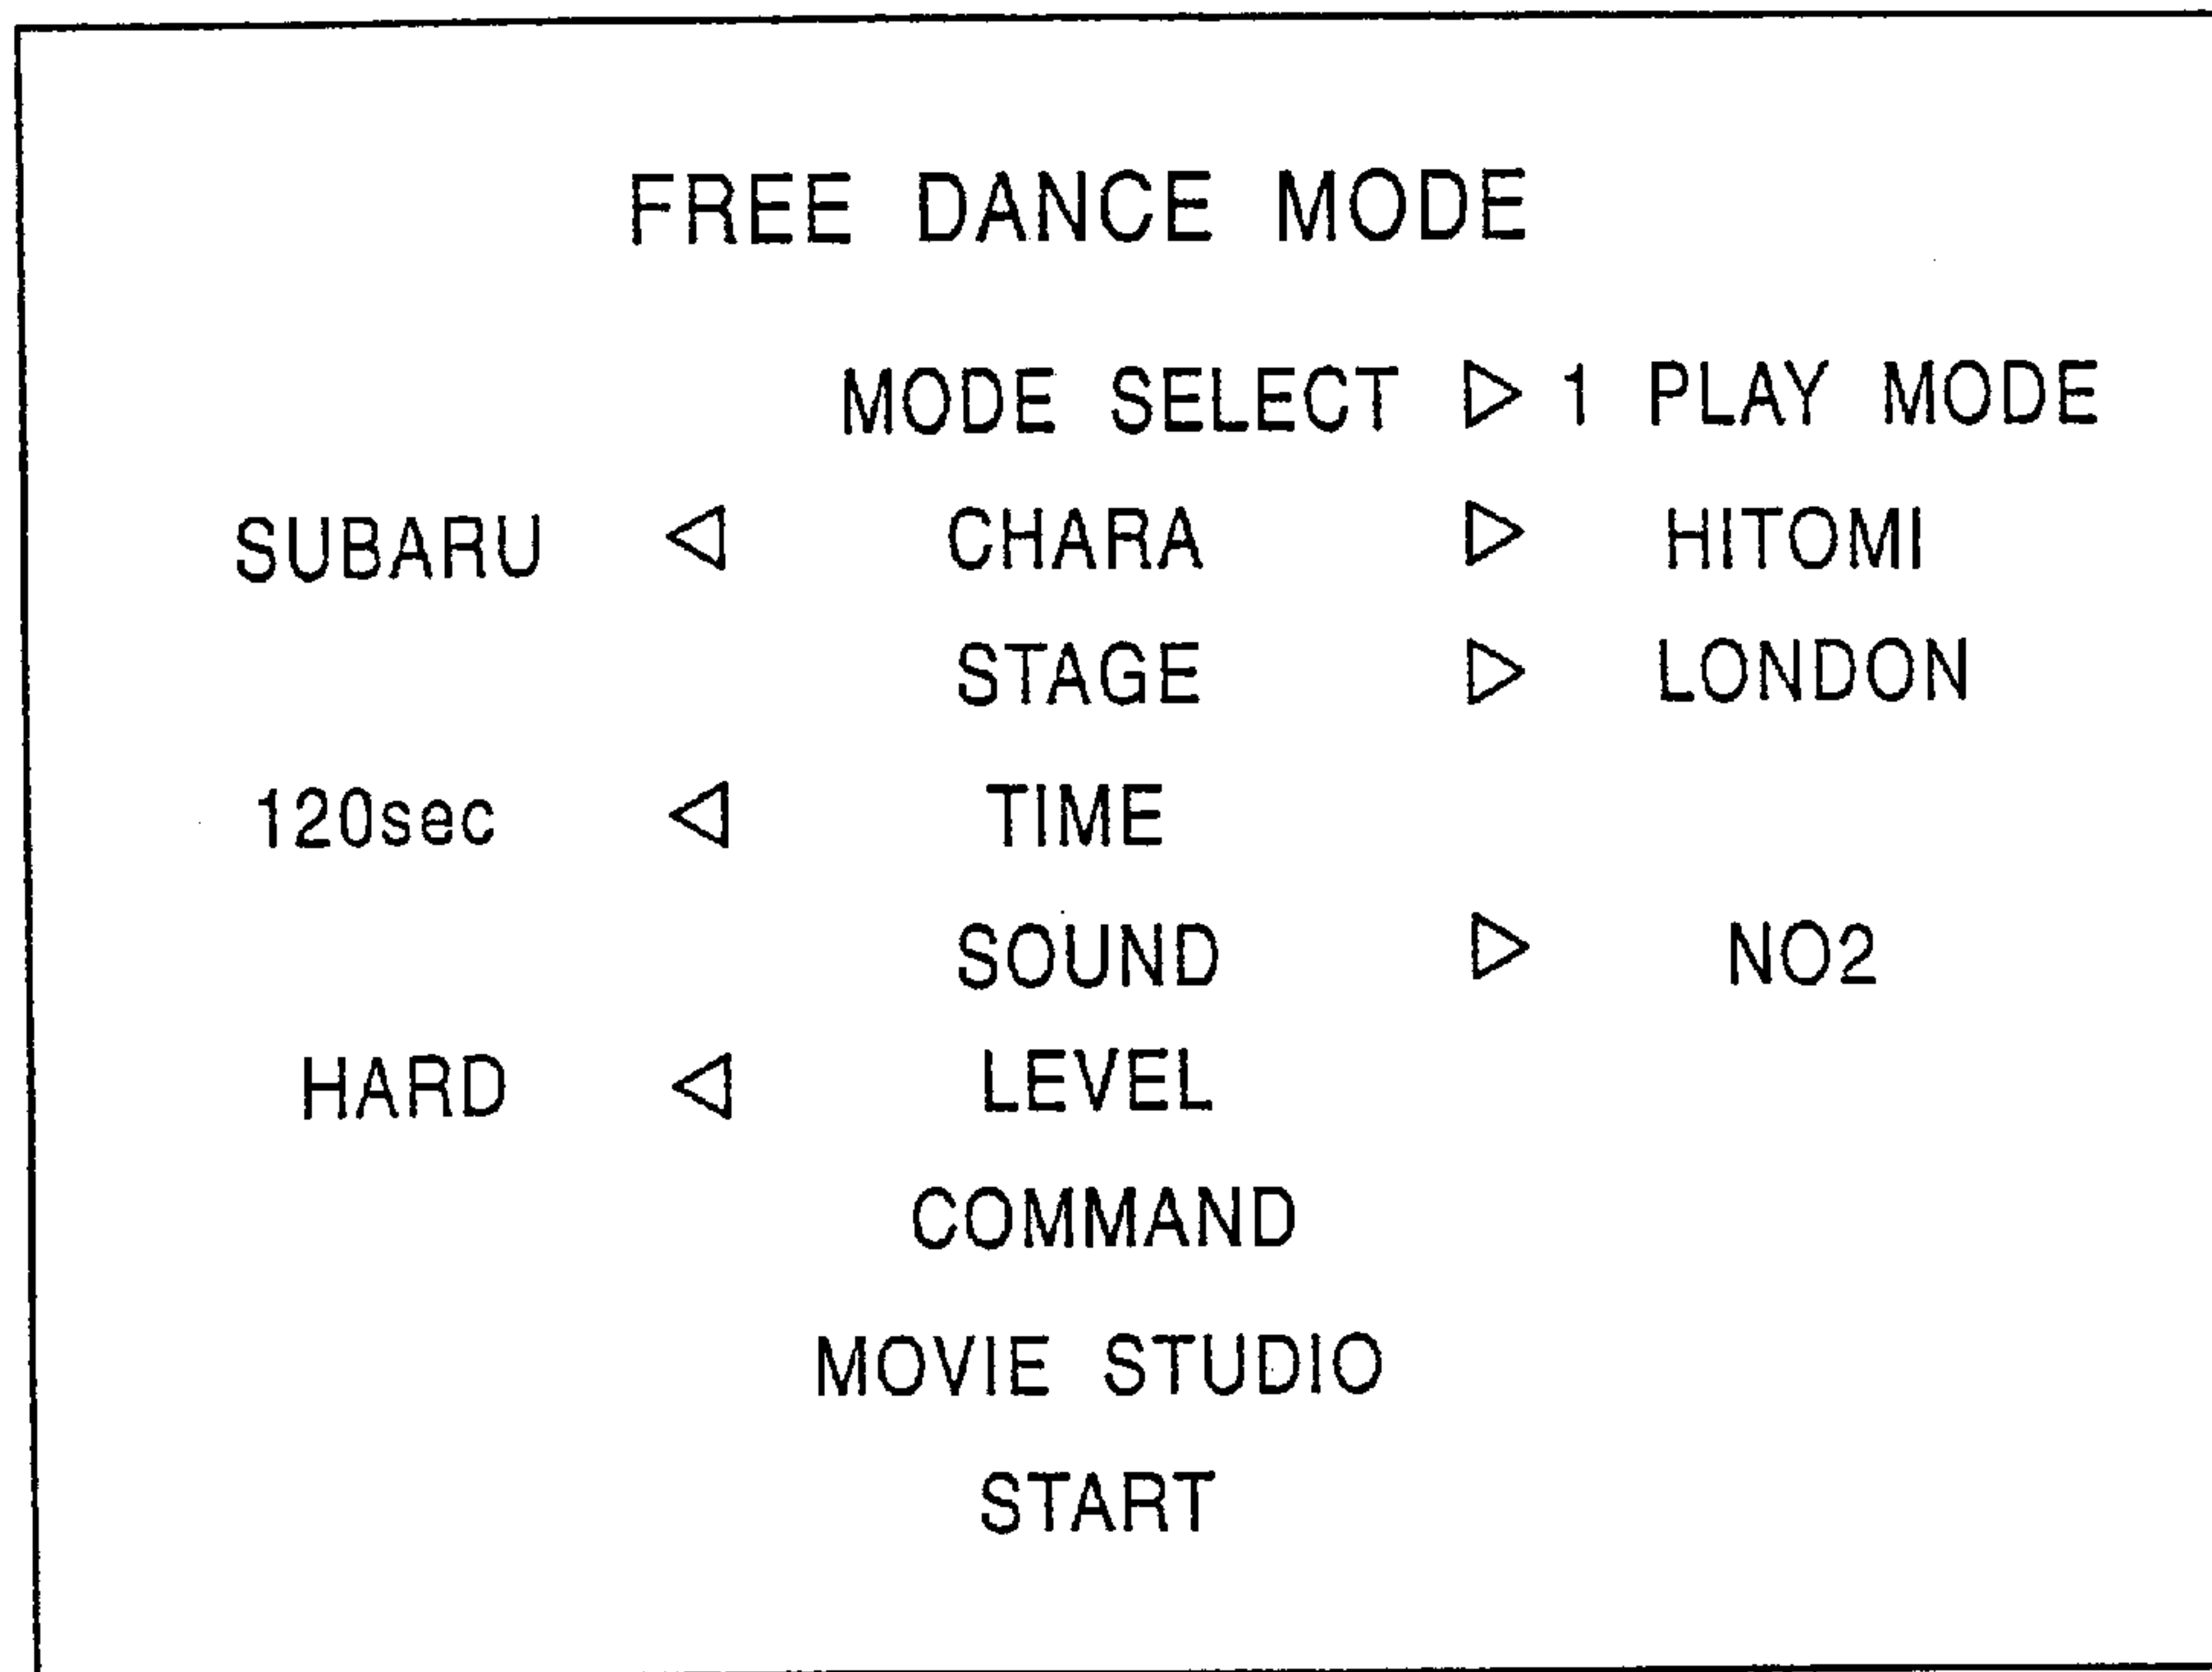 FREE DANCE MODE
MODE SELECT ▷ 1 PLAY MODE
SUBARU ◁ CHARA ▷ HITOMI
STAGE ▷ LONDON
120sec ◁ TIME
SOUND ▷ NO2
HARD ◁ LEVEL
COMMAND
MOVIE STUDIO
START